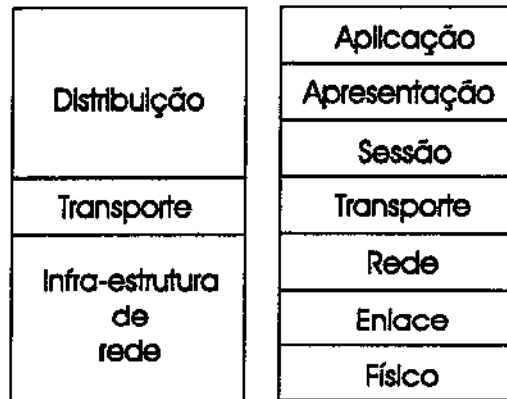 Distribuição
Transporte
Infra-estrutura
de
rede
Aplicação
Apresentação
Sessão
Transporte
Rede
Enlace
Físico